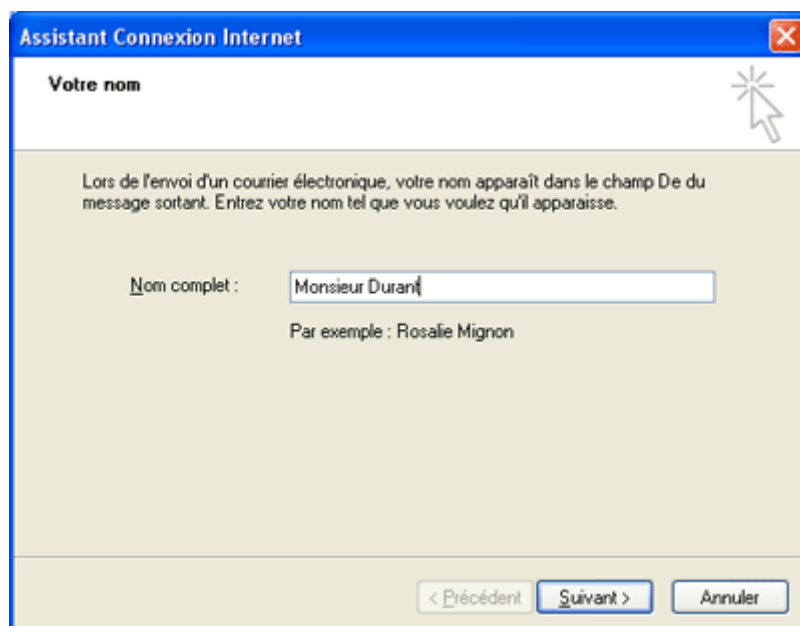 Assistant Connexion Internet
Votre nom
Lors de l'envoi d'un courrier électronique, votre nom apparaît dans le champ De du
message sortant. Entrez votre nom tel que vous voulez qu'il apparaisse.
Nom complet : Monsieur Durant
Par exemple : Rosalie Mignon
< Précédent Suivant > Annuler